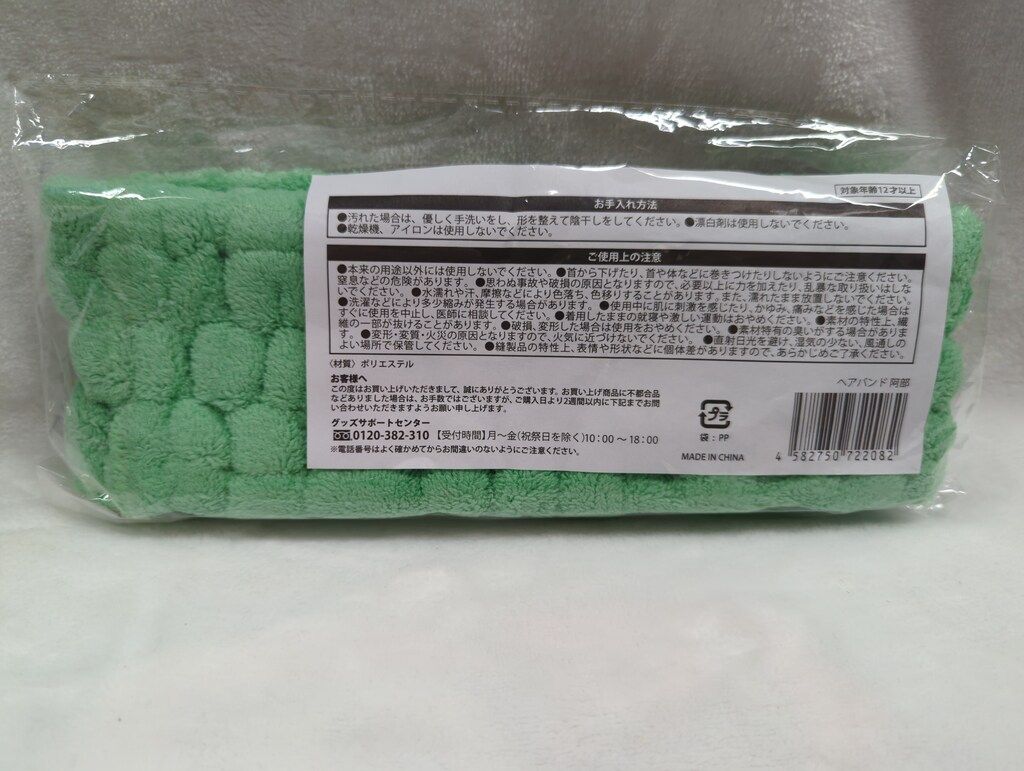 対象年齢12才以上
お手入れ方法
●汚れた場合は、優しく手洗いをし、形を整えて陰干しをしてください。●漂白剤は使用しないでください。
●乾燥機、アイロンは使用しないでください。
ご使用上の注意
●本来の用途以外には使用しないでください。●首から下げたり、首や体などに巻きつけたりしないようにご注意ください。
窒息などの危険があります。●思わぬ事故や破損の原因となりますので、必要以上に力を加えたり、乱暴な取り扱いはしな
いでください。●水濡れや汗、摩擦などにより色落ち、色移りすることがあります。また、濡れたまま放置しないでください。
●洗濯などにより多少縮みが発生する場合があります。●使用中に肌に刺激を感じたり、かゆみ、痛みなどを感じた場合は
すぐに使用を中止し、医師に相談してください。●着用したままの就寝や激しい運動はおやめください。●素材の特性上、繊
維の一部が抜けることがあります。●破損、変形した場合は使用をおやめください。●素材特有の臭いがする場合がありま
す。●変形・変質・火災の原因となりますので、火気に近づけないでください。●直射日光を避け、湿気の少ない、風通しの
よい場所で保管してください。●縫製品の特性上、表情や形状などに個体差がありますので、あらかじめご了承ください。
〈材質〉ポリエステル
お客様へ
この度はお買い上げいただきまして、誠にありがとうございます。お買い上げ商品に不都合品
などありました場合は、お手数ではございますが、ご購入日より2週間以内に下記までお問
い合わせいただきますようお願い申し上げます。
グッズサポートセンター
0120-382-310【受付時間】月～金(祝祭日を除く)10:00～18:00
※電話番号はよく確かめてからお間違いのないようにご注意ください。
ヘアバンド 阿部
プラ
袋:PP
MADE IN CHINA
4 582750 722082